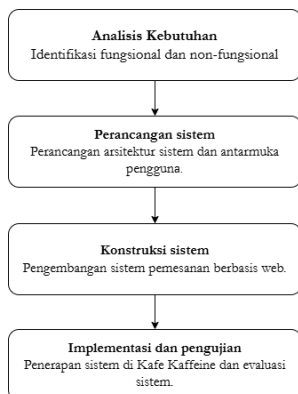 Analisis Kebutuhan
Identifikasi fungsional dan non-fungsional
Perancangan sistem
Perancangan arsitektur sistem dan antarmuka
pengguna.
Konstruksi sistem
Pengembangan sistem pemesanan berbasis web.
Implementasi dan pengujian
Penerapan sistem di Kafe Kaffeine dan evaluasi
sistem.